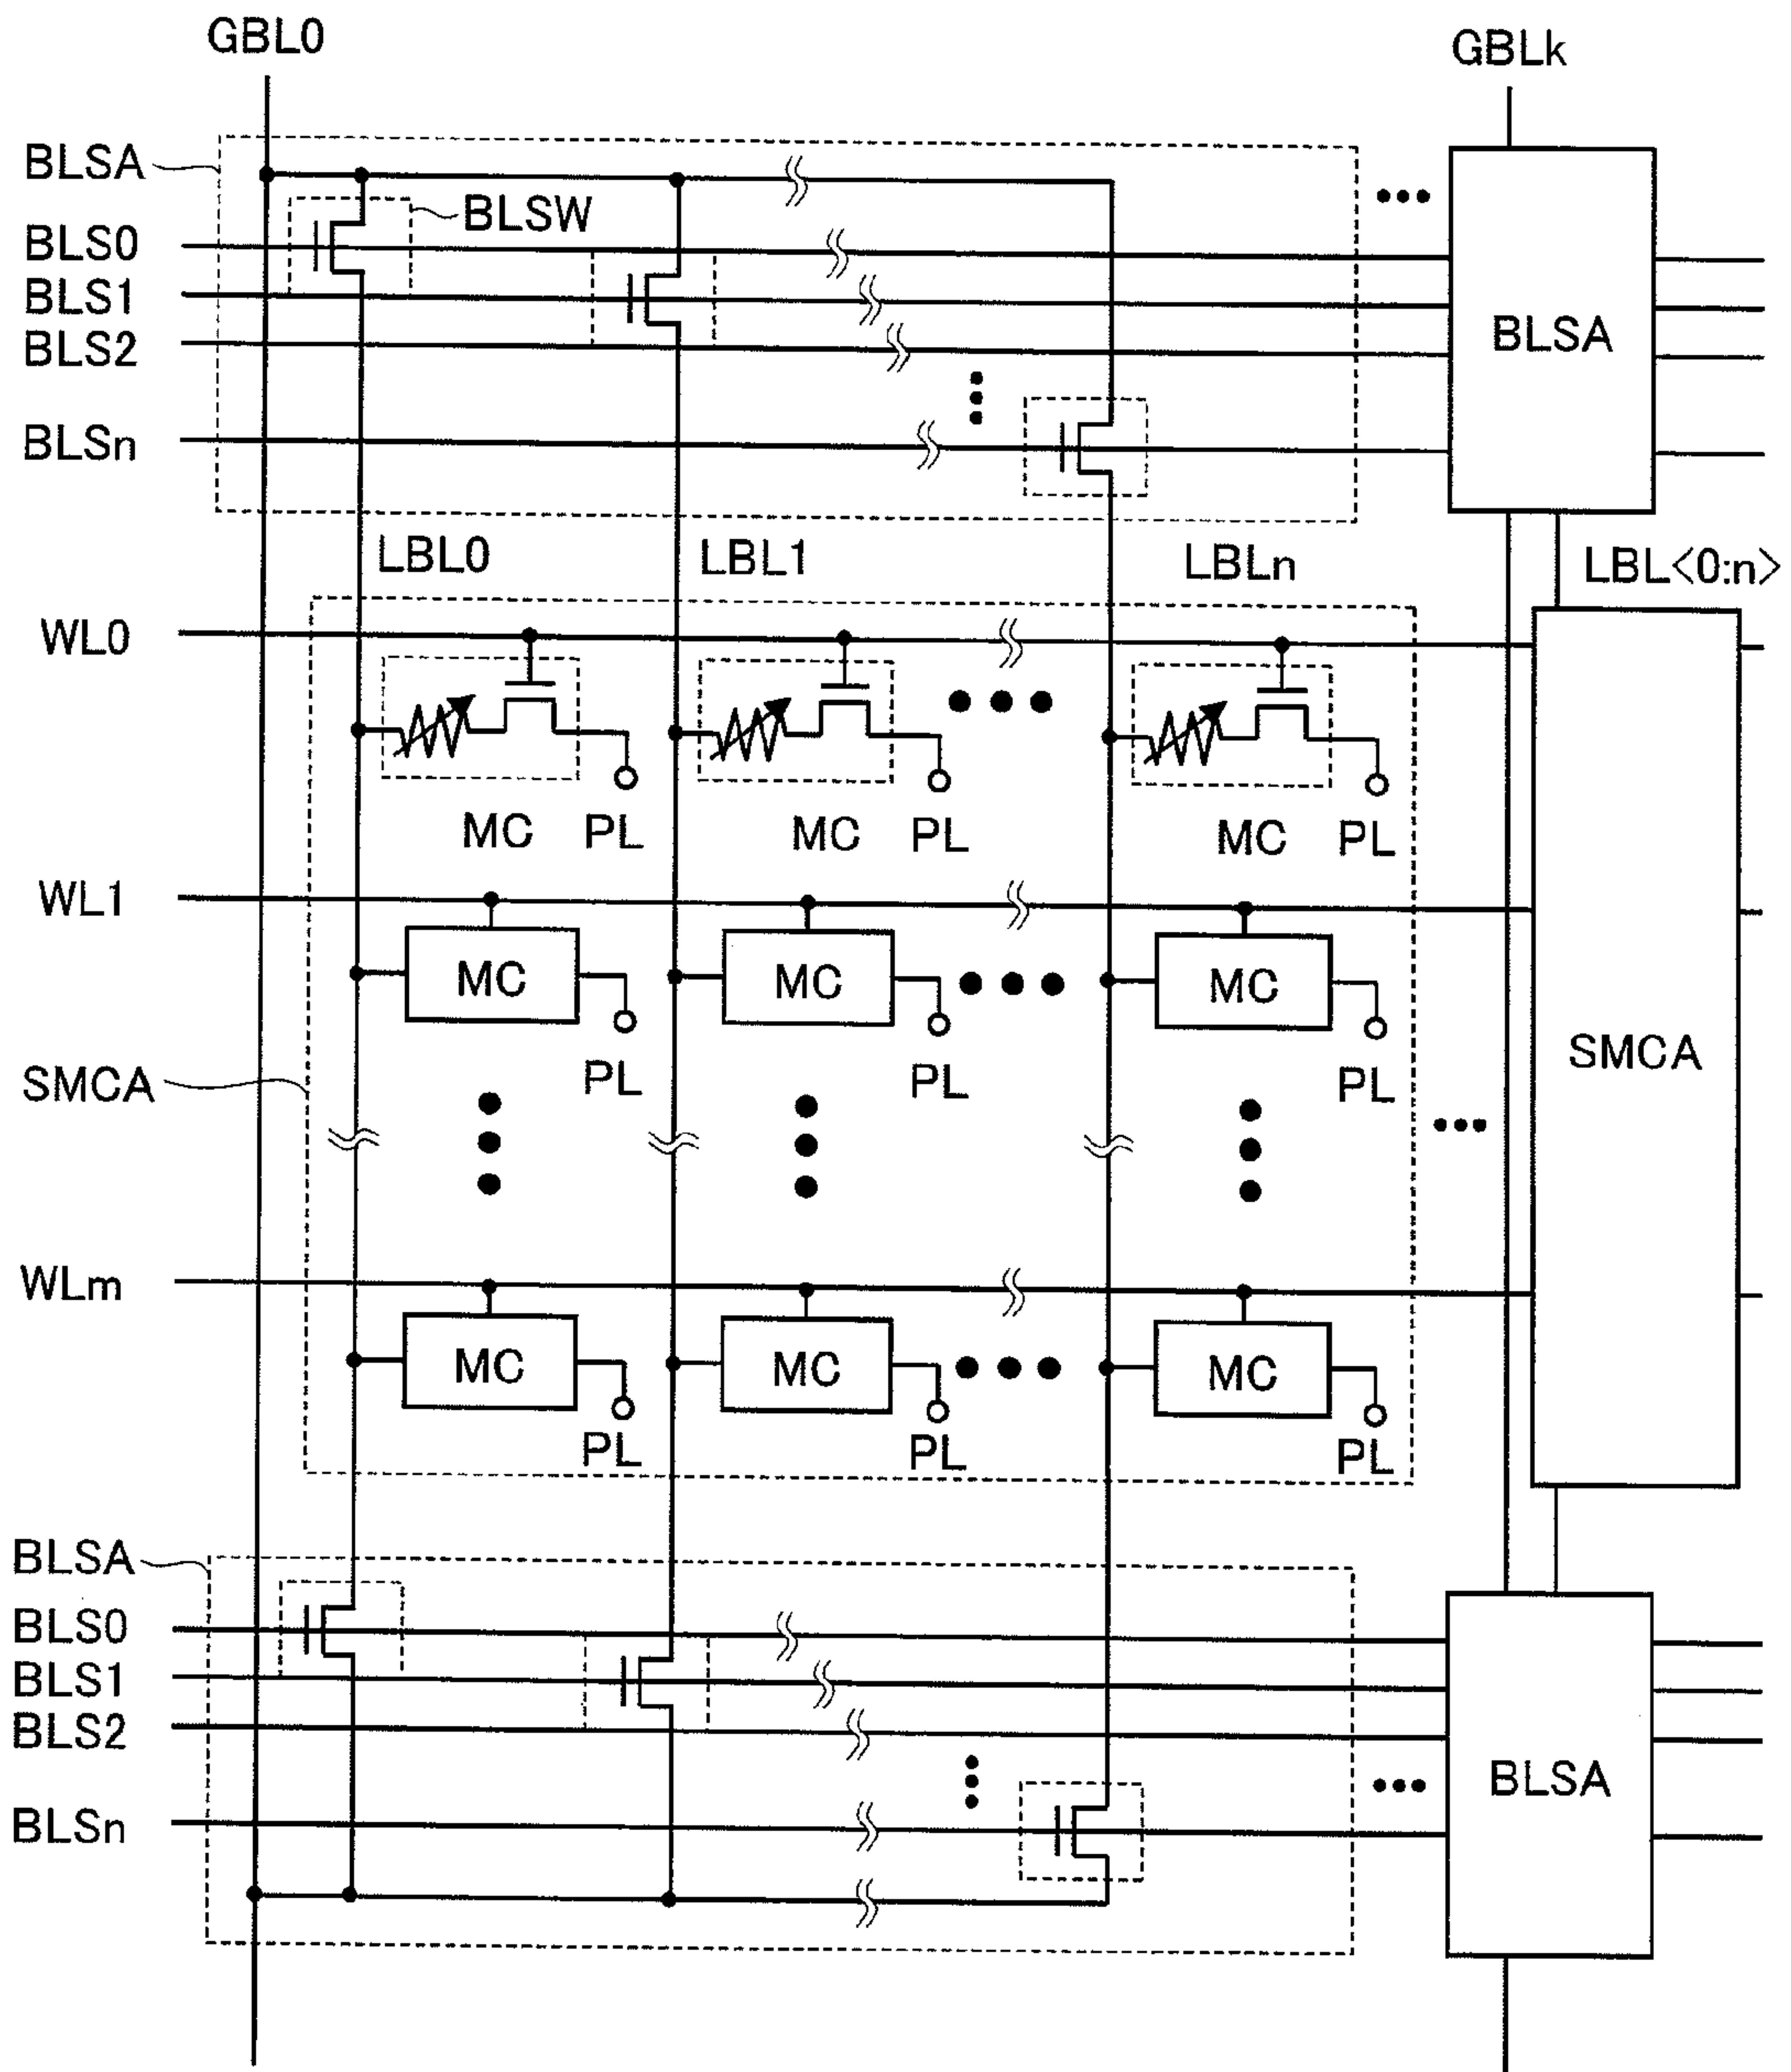 GBL0
GBLk
BLSA
BLSW
BLS0
BLS1
BLS2
BLSn
BLSA
LBL0
LBL1
LBLn
LBL<0:n>
WL0
MC
PL
MC
PL
MC
PL
WL1
MC
MC
MC
PL
PL
PL
SMCA
SMCA
WLm
MC
MC
MC
PL
PL
PL
BLSA
BLS0
BLS1
BLS2
BLSn
BLSA